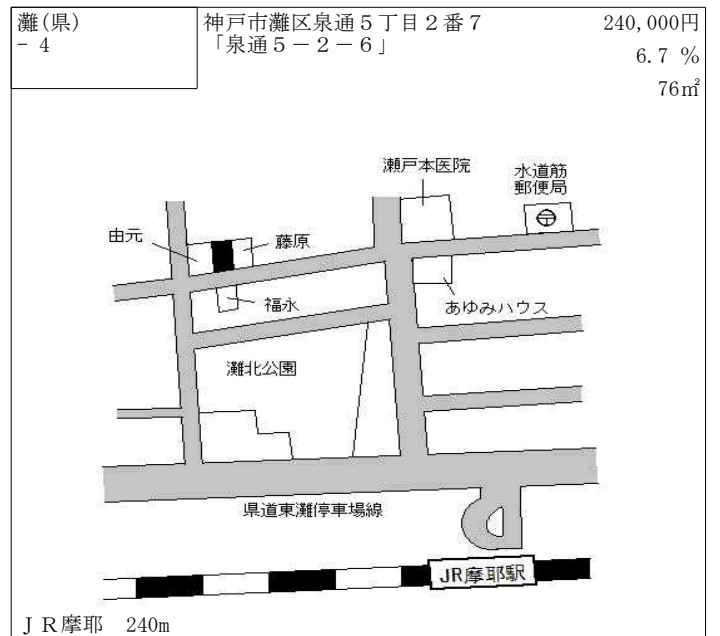 灘(県)
－４
神戸市灘区泉通５丁目２番７
「泉通５－２－６」
240,000円
6.7 %
76㎡
瀬戸本医院
水道筋
郵便局
由元
藤原
福永
あゆみハウス
灘北公園
県道東灘停車場線
JR摩耶駅
ＪＲ摩耶　240m